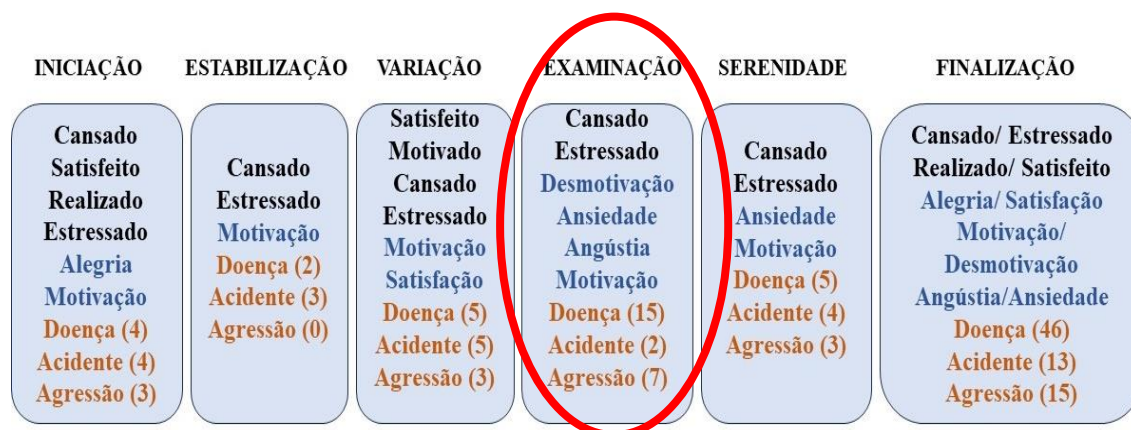 INICIAÇÃO
Cansado
Satisfeito
Realizado
Estressado
Alegria
Motivação
Doença (4)
Acidente (4)
Agressão (3)
ESTABILIZAÇÃO
Cansado
Estressado
Motivação
Doença (2)
Acidente (3)
Agressão (0)
VARIAÇÃO
Satisfeito
Motivado
Cansado
Estressado
Motivação
Satisfação
Doença (5)
Acidente (5)
Agressão (3)
EXAMINAÇÃO
Cansado
Estressado
Desmotivação
Ansiedade
Angústia
Motivação
Doença (15)
Acidente (2)
Agressão (7)
SERENIDADE
Cansado
Estressado
Ansiedade
Motivação
Doença (5)
Acidente (4)
Agressão (3)
FINALIZAÇÃO
Cansado/ Estressado
Realizado/ Satisfeito
Alegria/ Satisfação
Motivação/
Desmotivação
Angústia/Ansiedade
Doença (46)
Acidente (13)
Agressão (15)